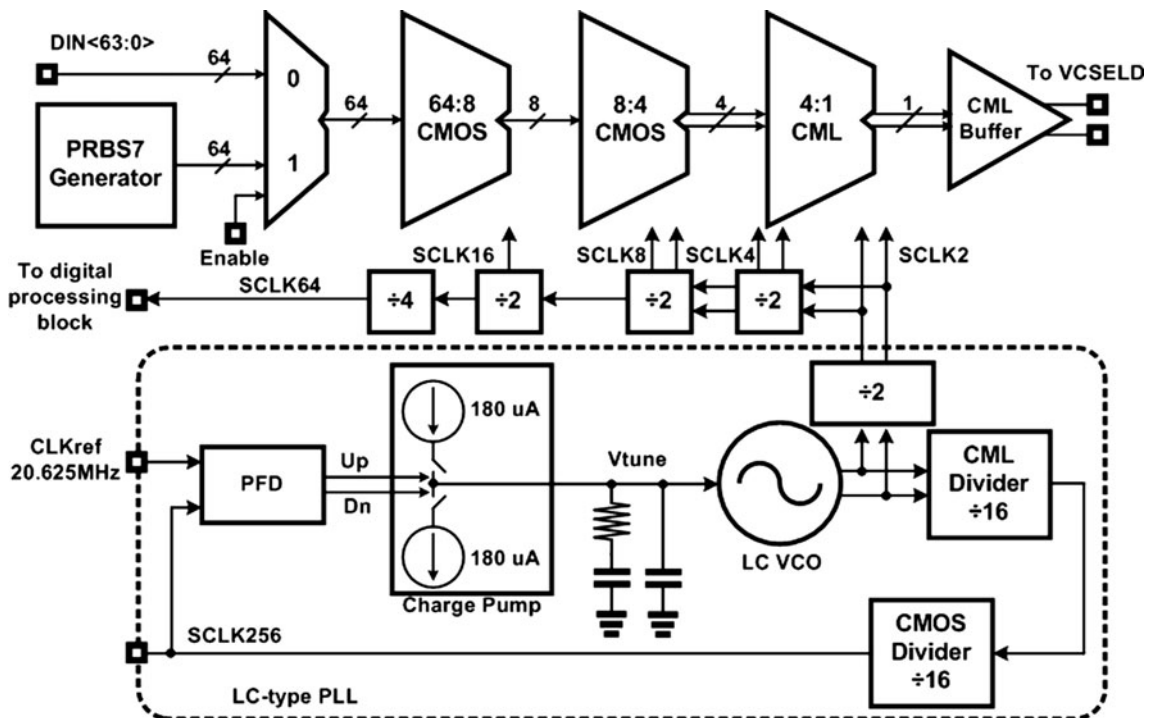 DIN<63:0>
64
0
64:8
CMOS
8:4
CMOS
4:1
CML
To VCSELD
CML
Buffer
64
8
4
1
PRBS7
Generator
64
1
Enable
SCLK16
SCLK8
SCLK4
SCLK2
To digital
processing
block
SCLK64
÷4
÷2
÷2
÷2
÷2
180 uA
CLKref
20.625MHz
PFD
Up
Dn
Vtune
CML
Divider
÷16
180 uA
LC VCO
Charge Pump
SCLK256
CMOS
Divider
÷16
LC-type PLL